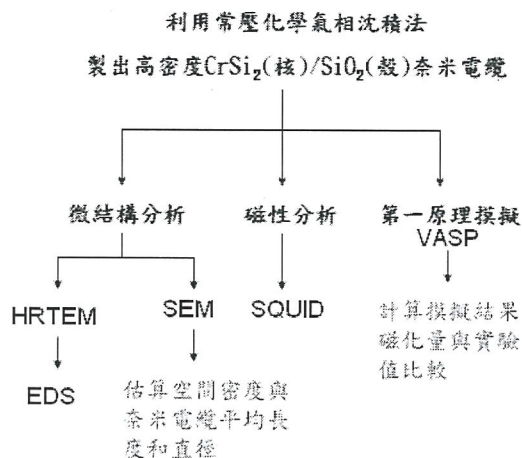 利用常壓化學氣相沈積法
製出高密度CrSi₂(核)/SiO₂(殼)奈米電纜
微結構分析
磁性分析
第一原理摸擬
VASP
HRTEM
SEM
SQUID
計算摸擬結果
磁化量與實驗
值比較
EDS
估算空間密度與
奈米電纜平均長
度和直徑